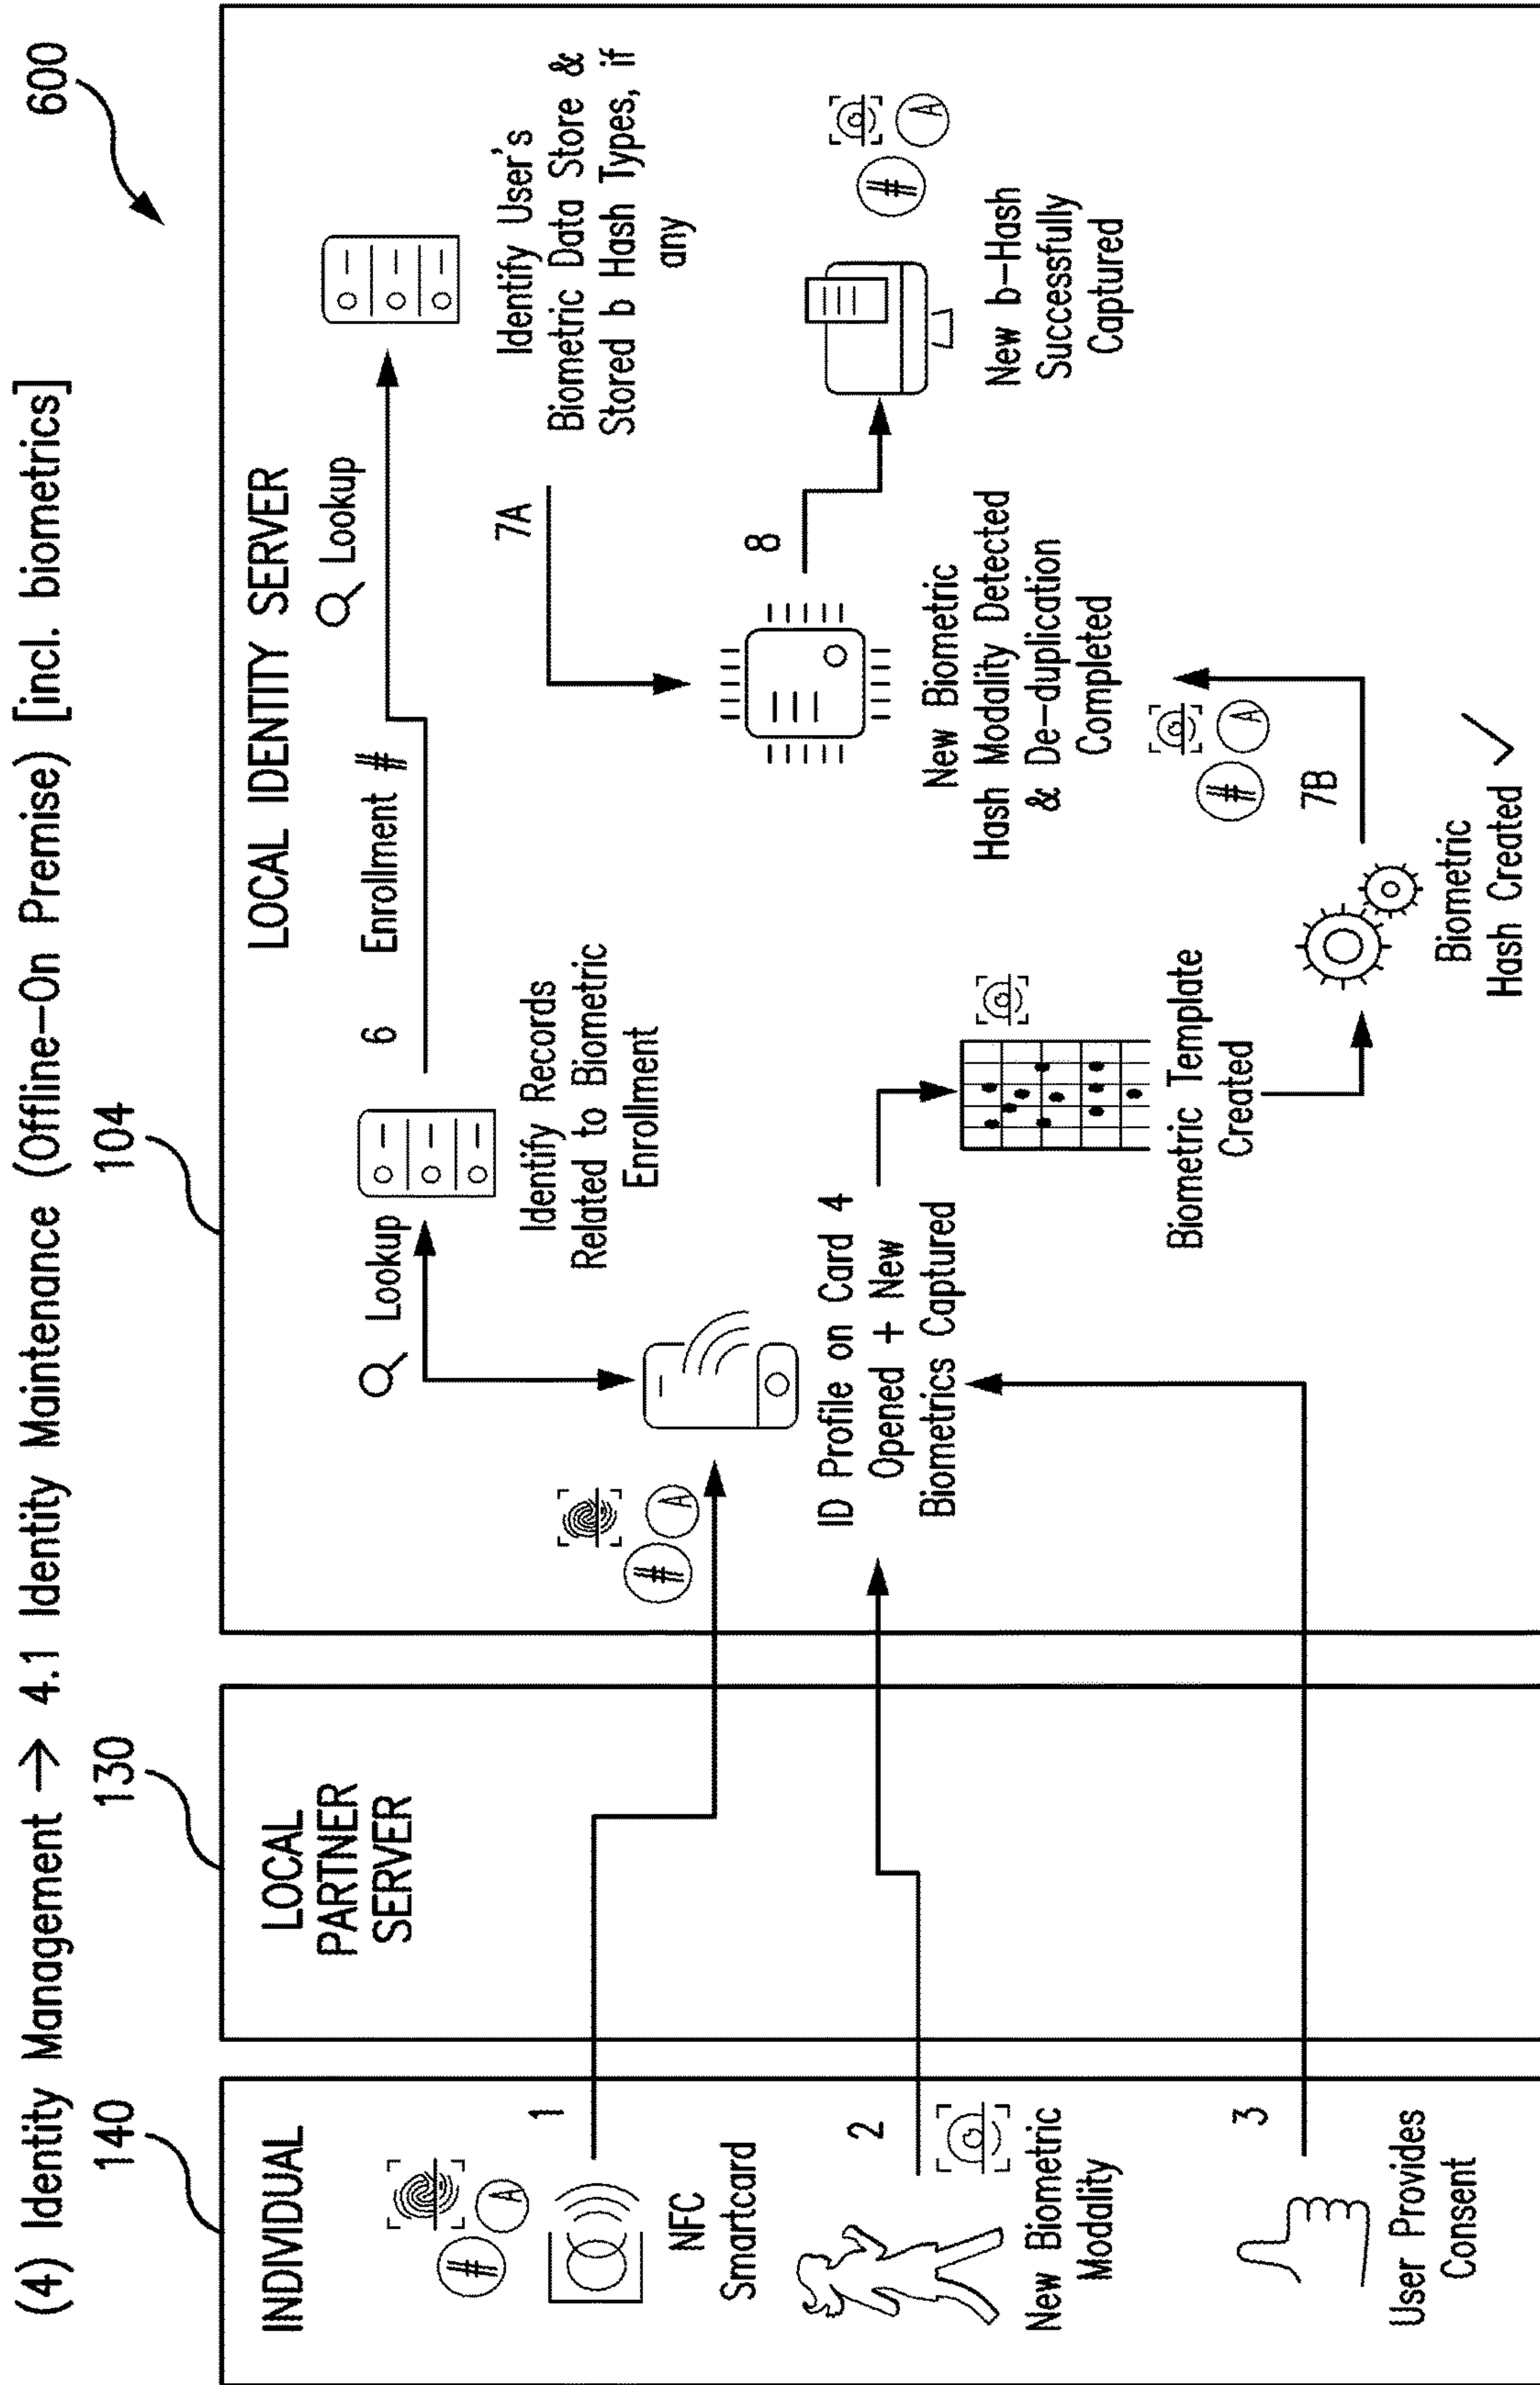 (4) Identity Management → 4.1 Identity Maintenance (Offline-On Premise) [incl. biometrics]
600
140
130
104
INDIVIDUAL
#
A
1
NFC
Smartcard
2
New Biometric
Modality
3
User Provides
Consent
LOCAL
PARTNER
SERVER
LOCAL IDENTITY SERVER
#
A
Lookup
ID Profile on Card 4
Opened + New
Biometrics Captured
Identify Records
Related to Biometric
Enrollment
6
Enrollment #
Lookup
Identify User's
Biometric Data Store &
Stored b Hash Types, if
any
7A
Biometric Template
Created
Biometric
Hash Created ✓
7B
#
A
New Biometric
Hash Modality Detected
& De-duplication
Completed
8
#
A
New b-Hash
Successfully
Captured